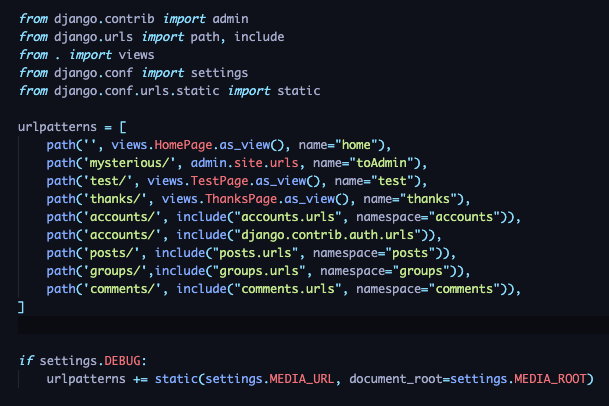 from django.contrib import admin
from django.urls import path, include
from . import views
from django.conf import settings
from django.conf.urls.static import static

urlpatterns = [
    path('', views.HomePage.as_view(), name="home"),
    path('mysterious/', admin.site.urls, name="toAdmin"),
    path('test/', views.TestPage.as_view(), name="test"),
    path('thanks/', views.ThanksPage.as_view(), name="thanks"),
    path('accounts/', include("accounts.urls", namespace="accounts")),
    path('accounts/', include("django.contrib.auth.urls")),
    path('posts/', include("posts.urls", namespace="posts")),
    path('groups/',include("groups.urls", namespace="groups")),
    path('comments/', include("comments.urls", namespace="comments")),
]

if settings.DEBUG:
    urlpatterns += static(settings.MEDIA_URL, document_root=settings.MEDIA_ROOT)